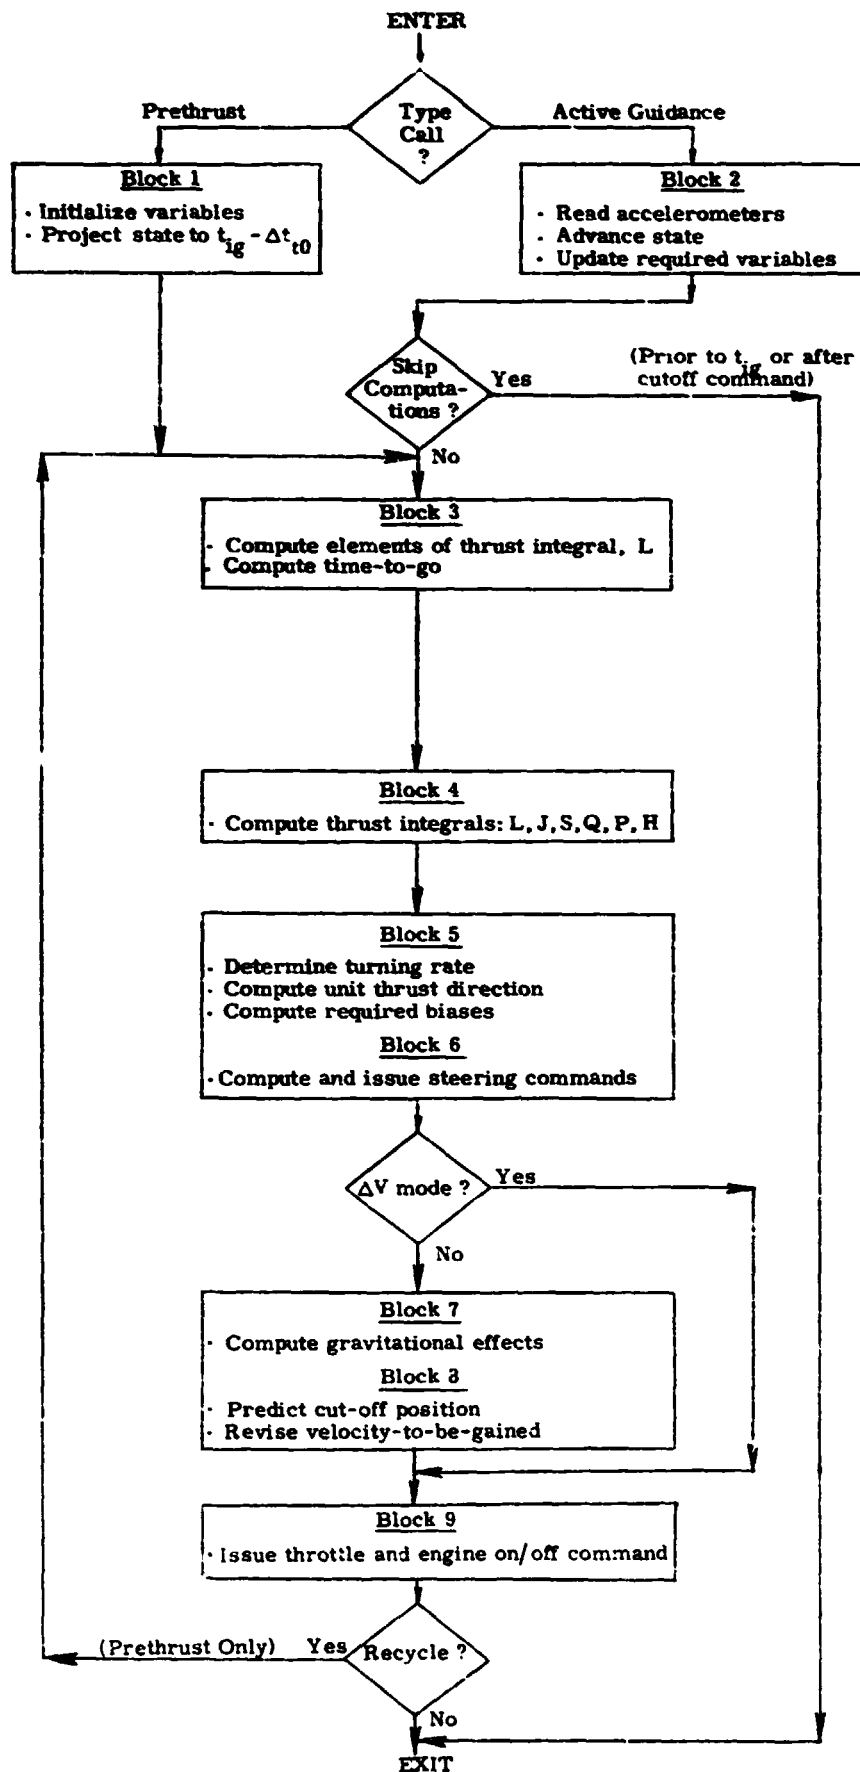 ENTER
Type
Call
?
Prethrust
Active Guidance
Block 1
· Initialize variables
· Project state to t_ig - Δt_t0
Block 2
· Read accelerometers
· Advance state
· Update required variables
Skip
Computa-
tions ?
Yes
(Prior to t_ig or after
cutoff command)
No
Block 3
- Compute elements of thrust integral, L
- Compute time-to-go
Block 4
· Compute thrust integrals: L, J, S, Q, P, H
Block 5
· Determine turning rate
· Compute unit thrust direction
· Compute required biases
Block 6
· Compute and issue steering commands
ΔV mode ?
Yes
No
Block 7
· Compute gravitational effects
Block 8
· Predict cut-off position
· Revise velocity-to-be-gained
Block 9
· Issue throttle and engine on/off command
(Prethrust Only)
Yes
Recycle ?
No
EXIT